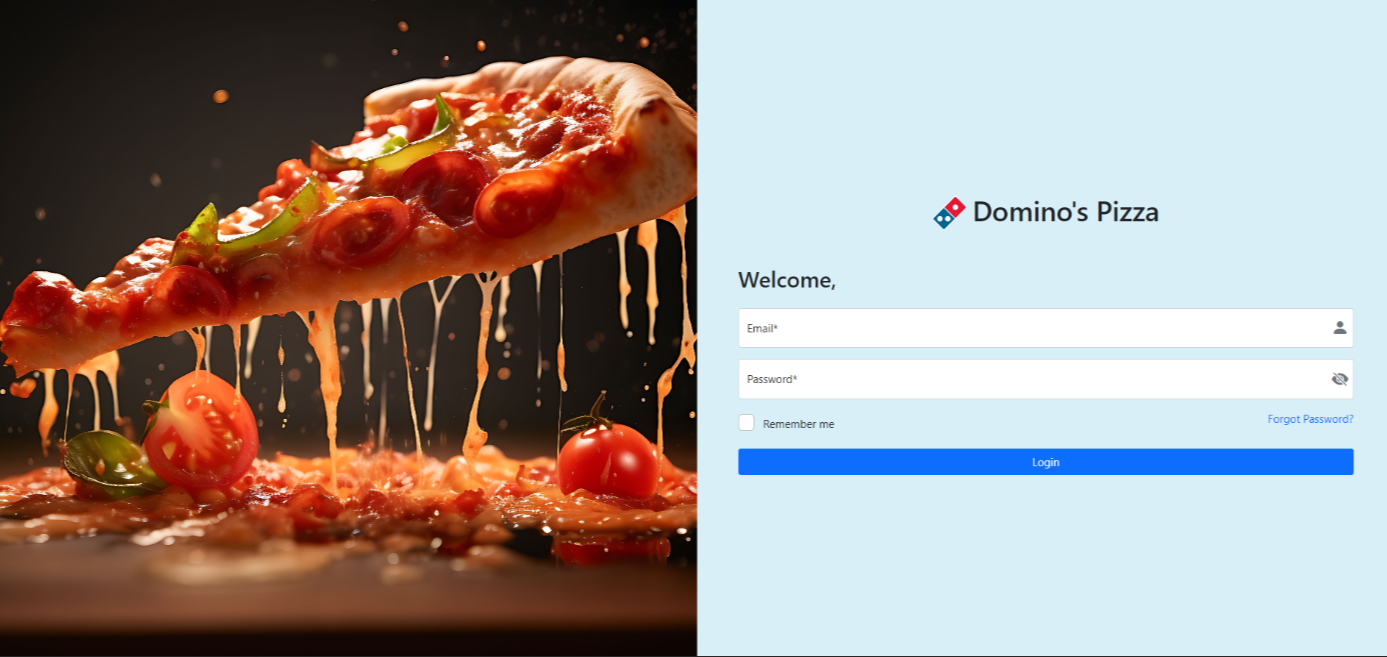 Domino's Pizza
Welcome,
Email*
Password*
Remember me
Forgot Password?
Login